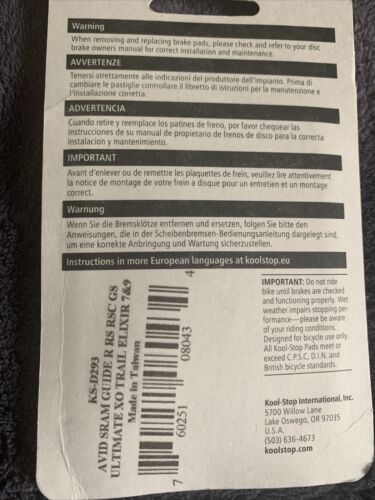 Warning
When removing and replacing brake pads, please check and refer to your disc
brake owners manual for correct installation and maintenance.
AVVERTENZE
Tenersi strettamente alle indicazioni del produttore dell'impianto. Prima di
cambiare le pastiglie controllare il libretto di istruzioni per la manutenzione e
l'installazione corretta.
ADVERTENCIA
Cuando retire y reemplace los patines de freno, por favor chequear las
instrucciones de su manual de propietario de frenos de disco para la correcta
instalacion y mantenimiento.
IMPORTANT
Avant d'enlever ou de remettre les plaquettes de frein, veuillez lire attentivement
la notice de montage de votre frein a disque pour un entretien et un montage
correct.
Warnung
Wenn Sie die Bremsklötze entfernen und ersetzen, folgen Sie bitte den
Anweisungen, die in der Scheibenbremsen-Bedienungsanleitung dargelegt sind,
um eine korrekte Anbringung und Wartung sicherzustellen.
Instructions in more European languages at koolstop.eu
KS-D293
AVID SRAM GUIDE R RS RSC GS
ULTIMATE XO TRAIL ELIXIR 7&9
Made in Taiwan
7 60251 08043 4
IMPORTANT: Do not ride
bike until brakes are checked
and functioning properly. Wet
weather impairs stopping per-
formance—please be aware
of your riding conditions.
Designed for bicycle use only.
All Kool-Stop Pads meet or
exceed C.P.S.C, D.I.N. and
British bicycle standards.
Kool-Stop International, Inc.
5700 Willow Lane
Lake Oswego, OR 97035
U.S.A.
(503) 636-4673
koolstop.com